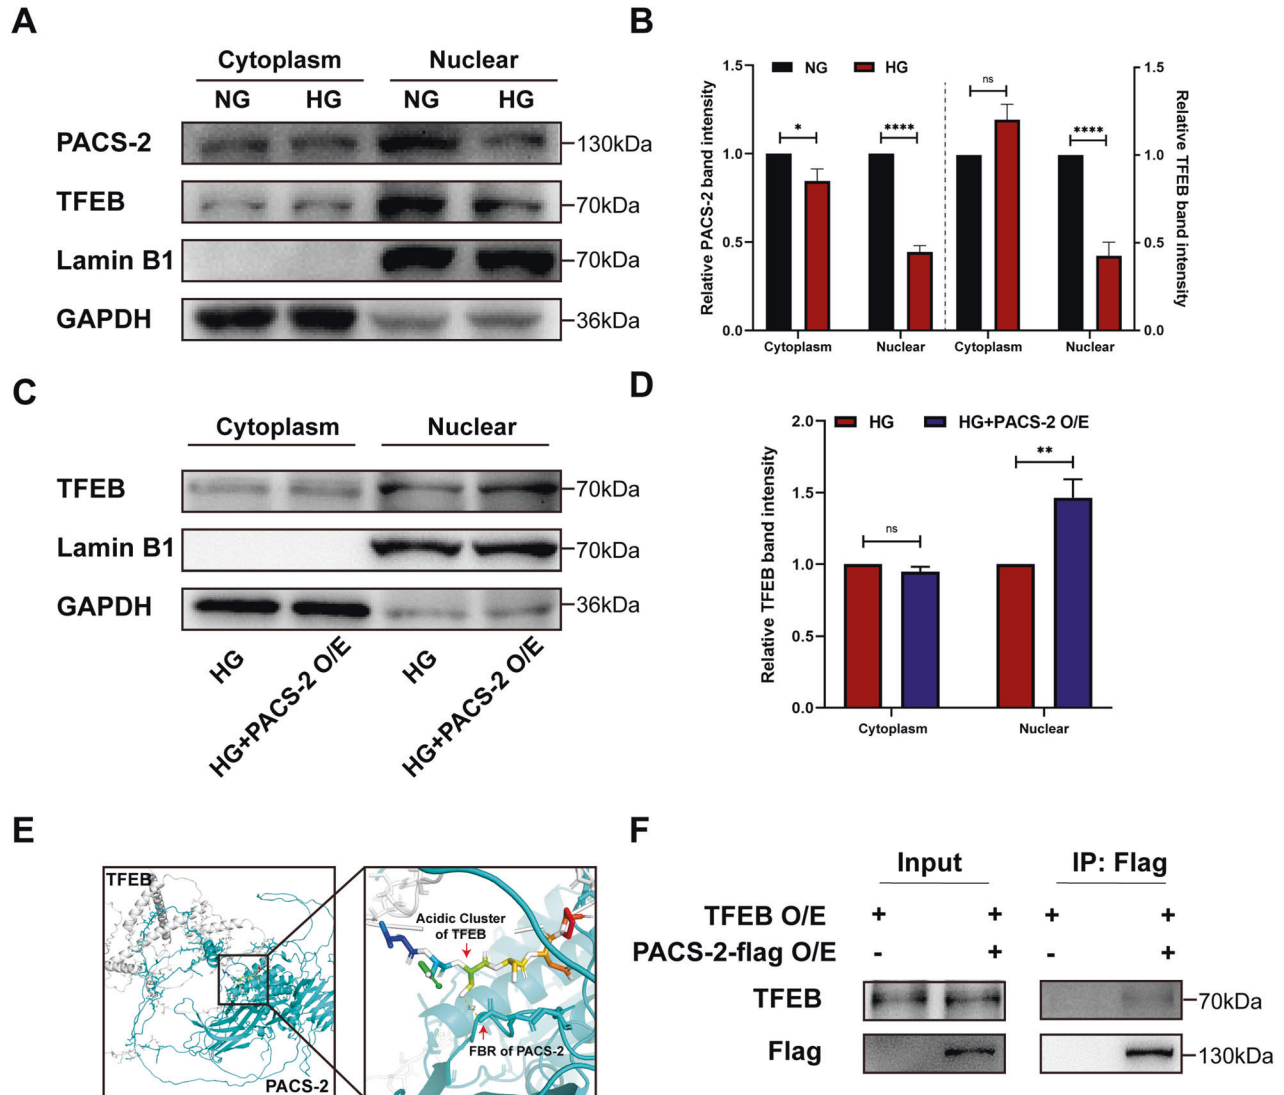 A
Cytoplasm Nuclear
NG HG NG HG
PACS-2 130kDa
TFEB 70kDa
Lamin B1 70kDa
GAPDH 36kDa
B
NG HG
1.5
1.0
0.5
0.0
Relative PACS-2 band intensity
* **** ns ****
1.5
1.0
0.5
0.0
Relative TFEB band intensity
Cytoplasm Nuclear Cytoplasm Nuclear
C
Cytoplasm Nuclear
TFEB 70kDa
Lamin B1 70kDa
GAPDH 36kDa
HG HG+PACS-2 O/E HG HG+PACS-2 O/E
D
HG HG+PACS-2 O/E
2.0
1.5
1.0
0.5
0.0
Relative TFEB band intensity
ns **
Cytoplasm Nuclear
E
TFEB
PACS-2
Acidic Cluster
of TFEB
3.2
FBR of PACS-2
F
Input IP: Flag
TFEB O/E + + + +
PACS-2-flag O/E - + - +
TFEB 70kDa
Flag 130kDa